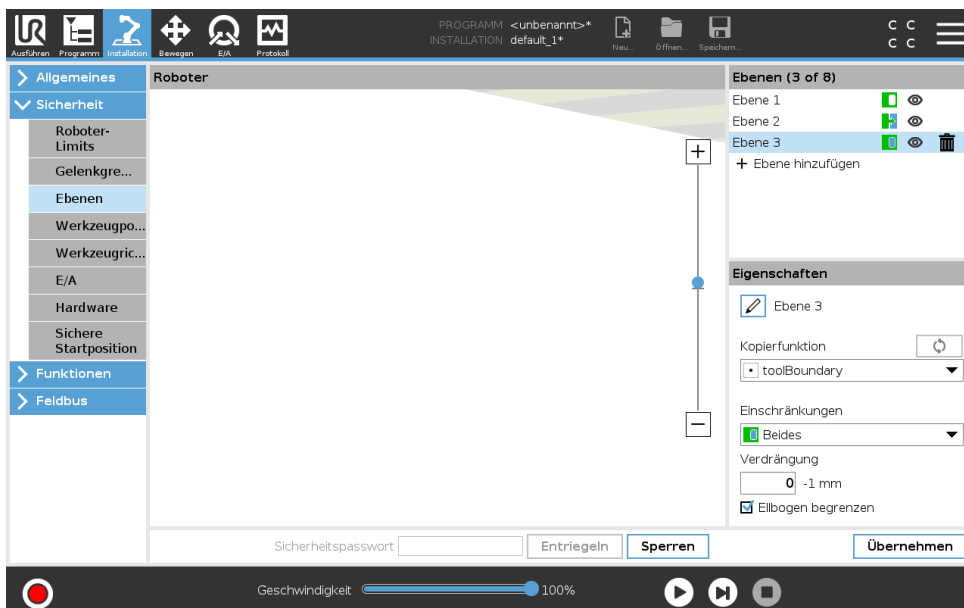 UR
PROGRAMM <unbenannt>*
INSTALLATION default_1*
Ausführen Programm Installation Bewegen E/A Protokoll Neu... Öffnen... Speichern...
C C
C C
Allgemeines
Sicherheit
Roboter-
Limits
Gelenkgre...
Ebenen
Werkzeugpo...
Werkzeugric...
E/A
Hardware
Sichere
Startposition
Funktionen
Feldbus
Roboter
Ebenen (3 of 8)
Ebene 1
Ebene 2
Ebene 3
+ Ebene hinzufügen
Eigenschaften
Ebene 3
Kopierfunktion
toolBoundary
Einschränkungen
Beides
Verdrängung
0 -1 mm
Ellbogen begrenzen
Sicherheitspasswort Entriegeln Sperren Übernehmen
Geschwindigkeit 100%